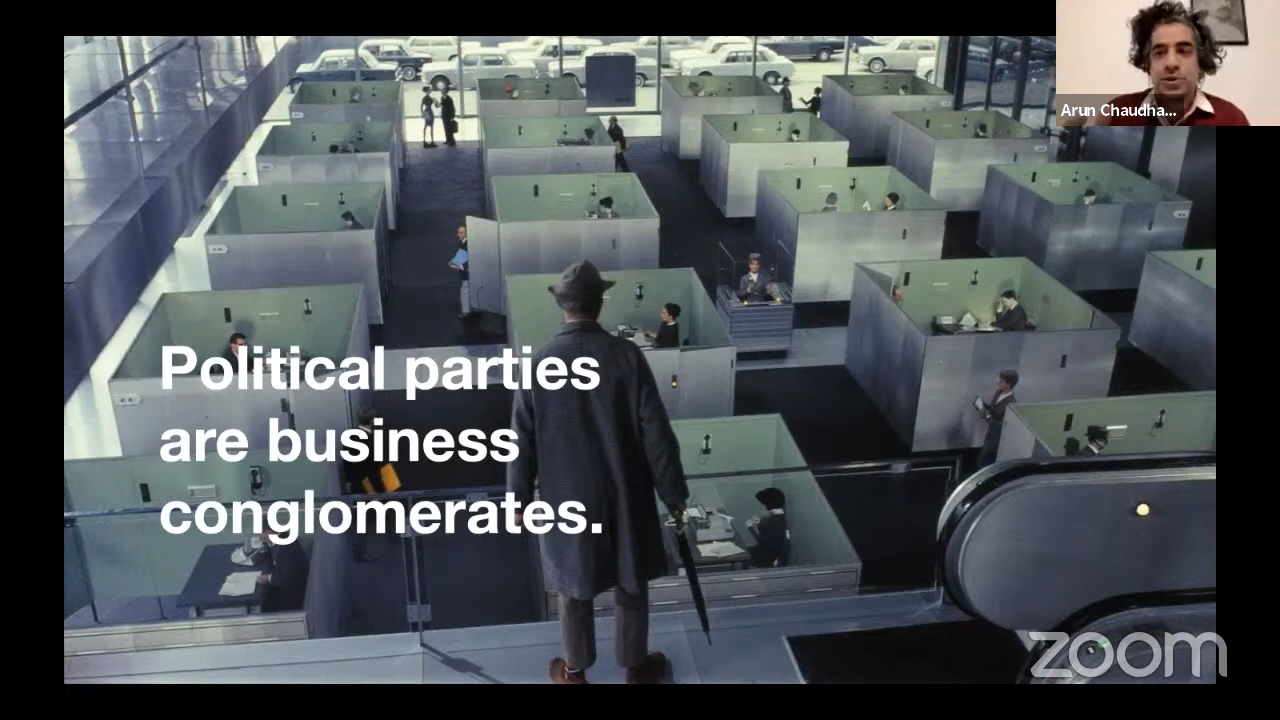 Arun Chaudha...
Political parties
are business
conglomerates.
zoom